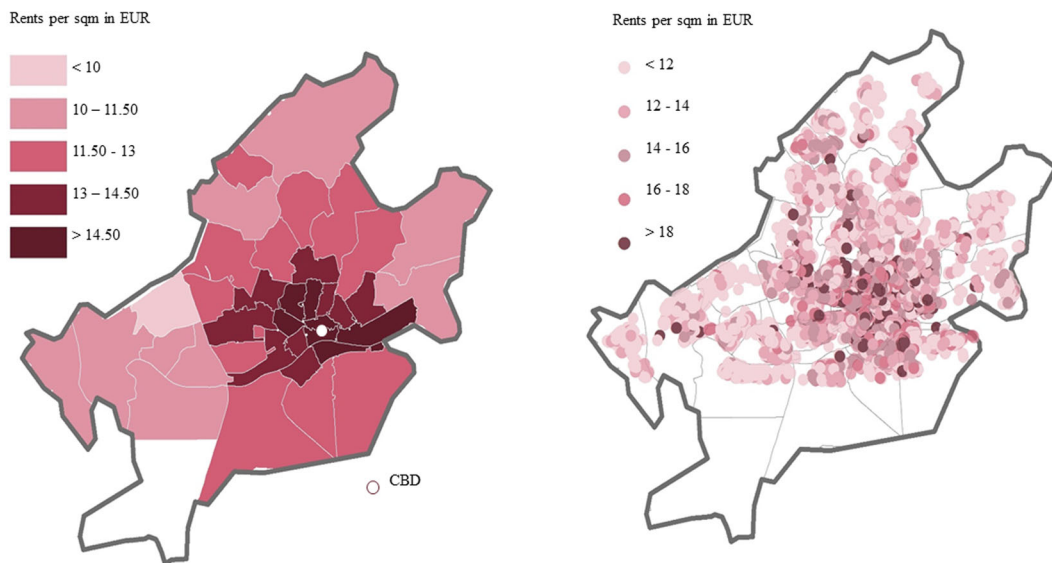 Rents per sqm in EUR
< 10
10 – 11.50
11.50 - 13
13 – 14.50
> 14.50
CBD
Rents per sqm in EUR
< 12
12 - 14
14 - 16
16 - 18
> 18